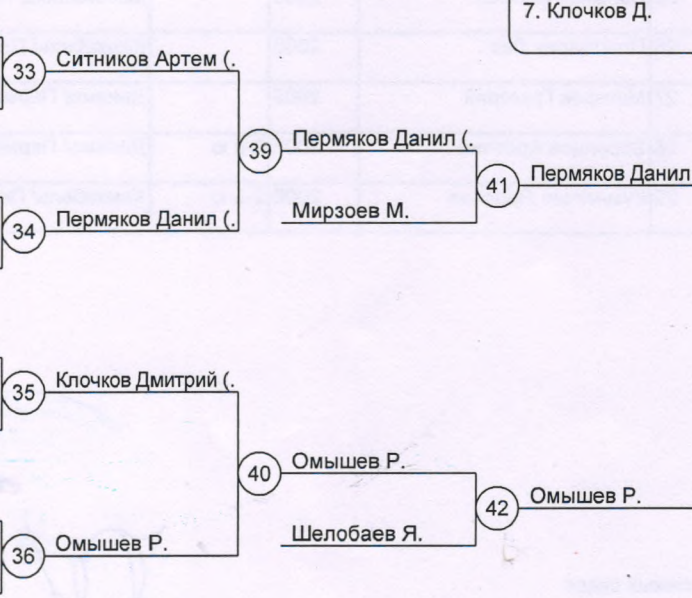 7. Клочков Д.
33 Ситников Артем (.
39 Пермяков Данил (.
41 Пермяков Данил
Мирзоев М.
34 Пермяков Данил (.
35 Клочков Дмитрий (.
40 Омышев Р.
42 Омышев Р.
Шелобаев Я.
36 Омышев Р.